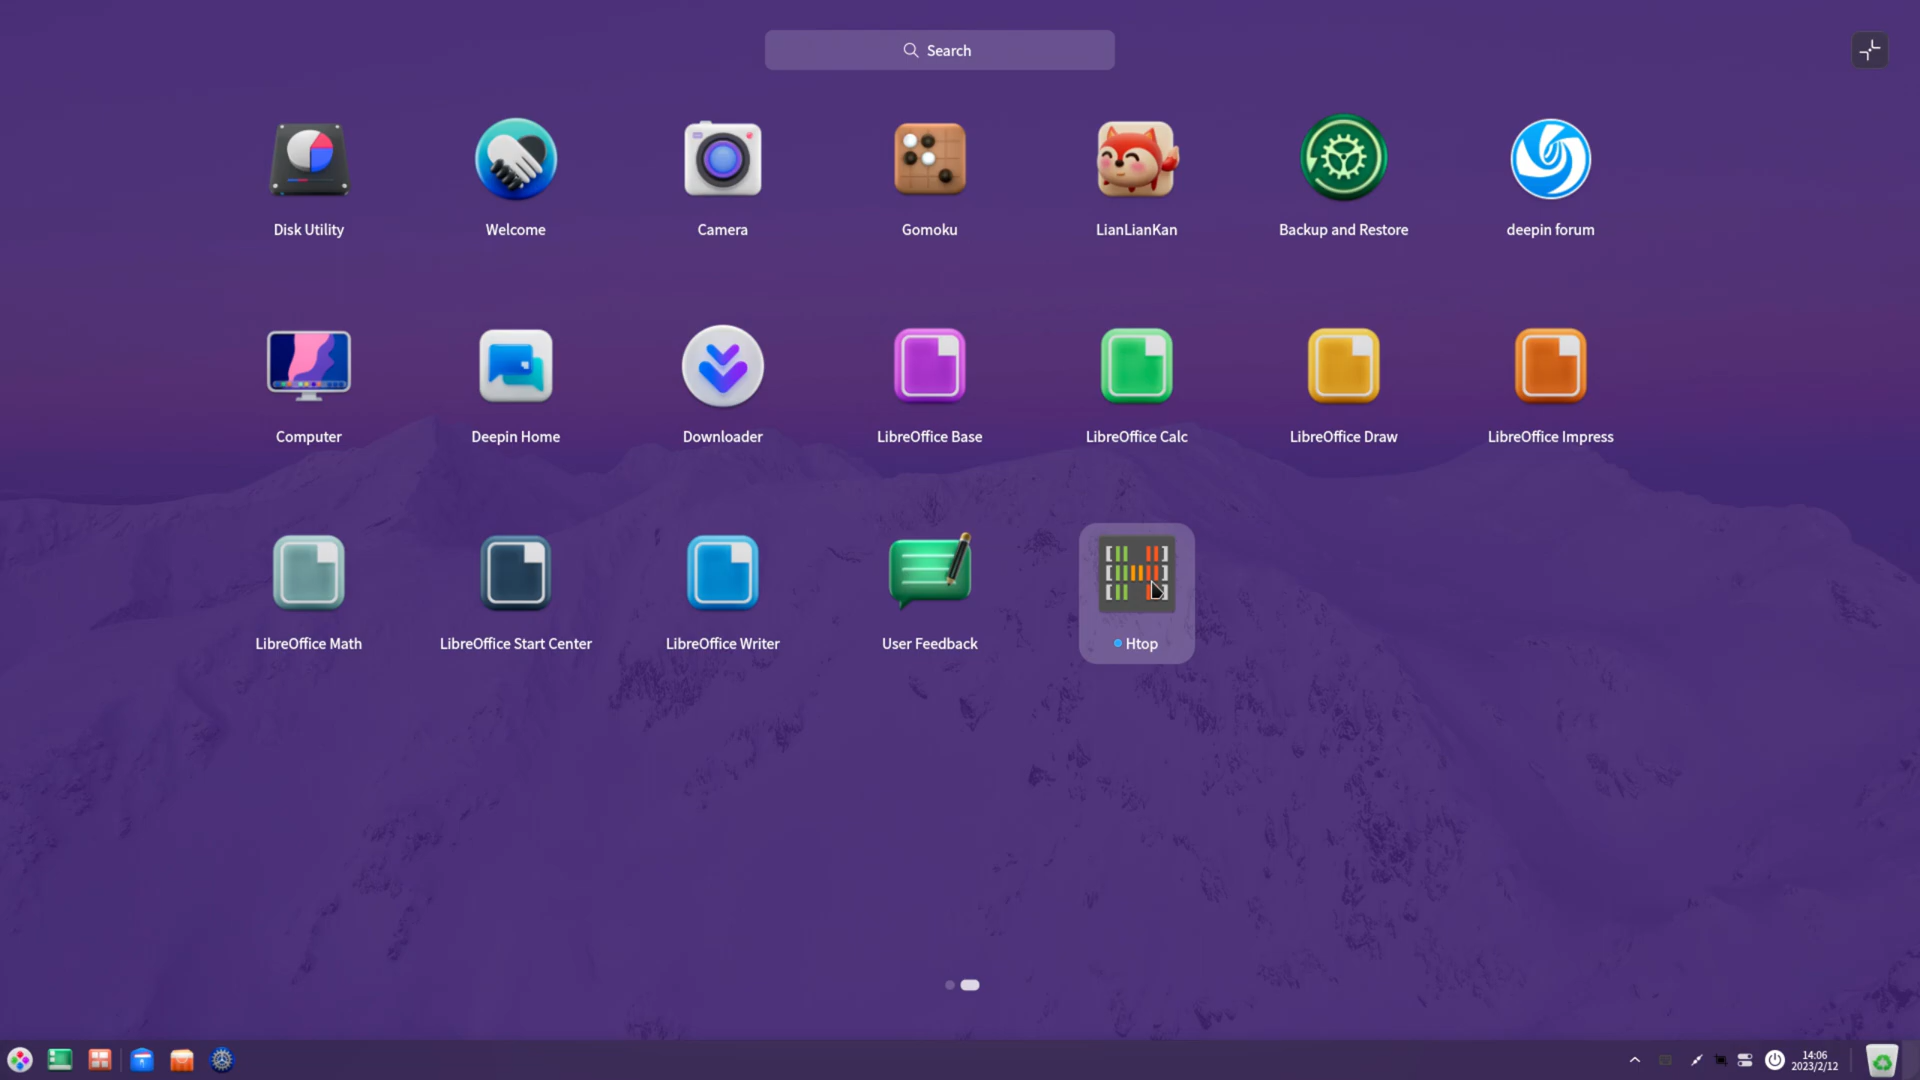 Search
Disk Utility
Welcome
Camera
Gomoku
LianLianKan
Backup and Restore
deepin forum
Computer
Deepin Home
Downloader
LibreOffice Base
LibreOffice Calc
LibreOffice Draw
LibreOffice Impress
LibreOffice Math
LibreOffice Start Center
LibreOffice Writer
User Feedback
Htop
14:06
2023/2/12